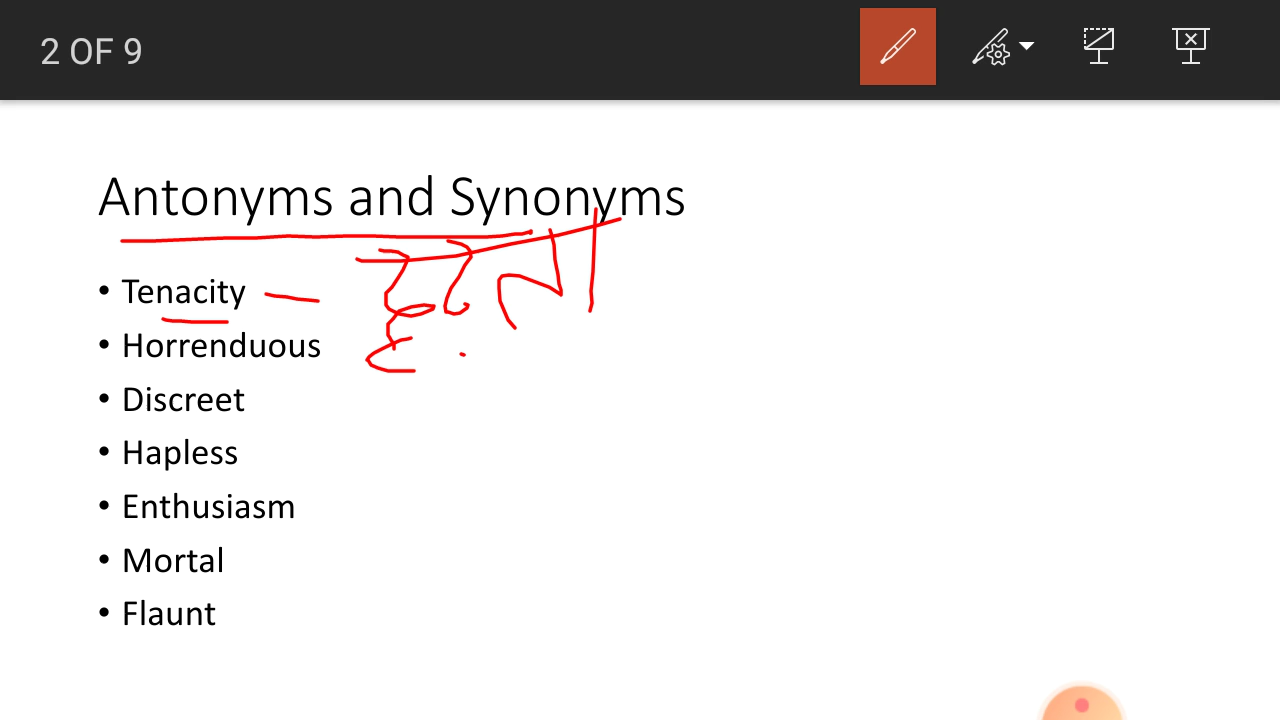 2 OF 9
Antonyms and Synonyms
• Tenacity —
• Horrenduous
• Discreet
• Hapless
• Enthusiasm
• Mortal
• Flaunt